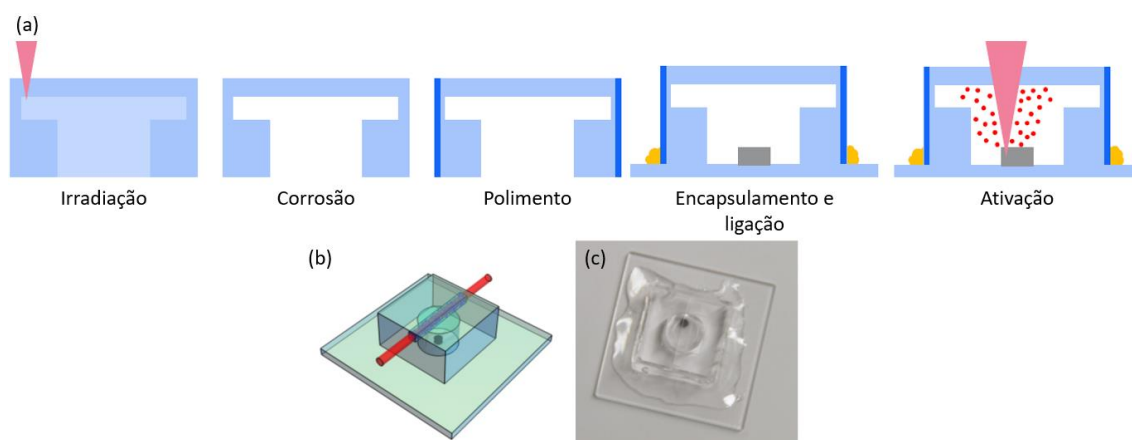 (a)
Irradiação
Corrosão
Polimento
Encapsulamento e
ligação
Ativação
(b)
(c)